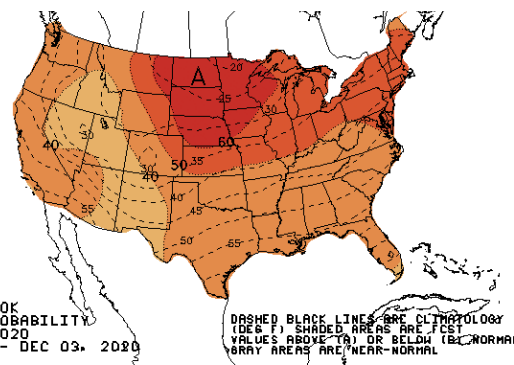 A
20
25
30
30
40
60
50
35
30
40
40
45
55
50
55
OK
OBABILITY
020
- DEC 03, 2020
DASHED BLACK LINES ARE CLIMATOLOGY
(DEG F) SHADED AREAS ARE FCST
VALUES ABOVE (A) OR BELOW (B) NORMAL
GRAY AREAS ARE NEAR-NORMAL